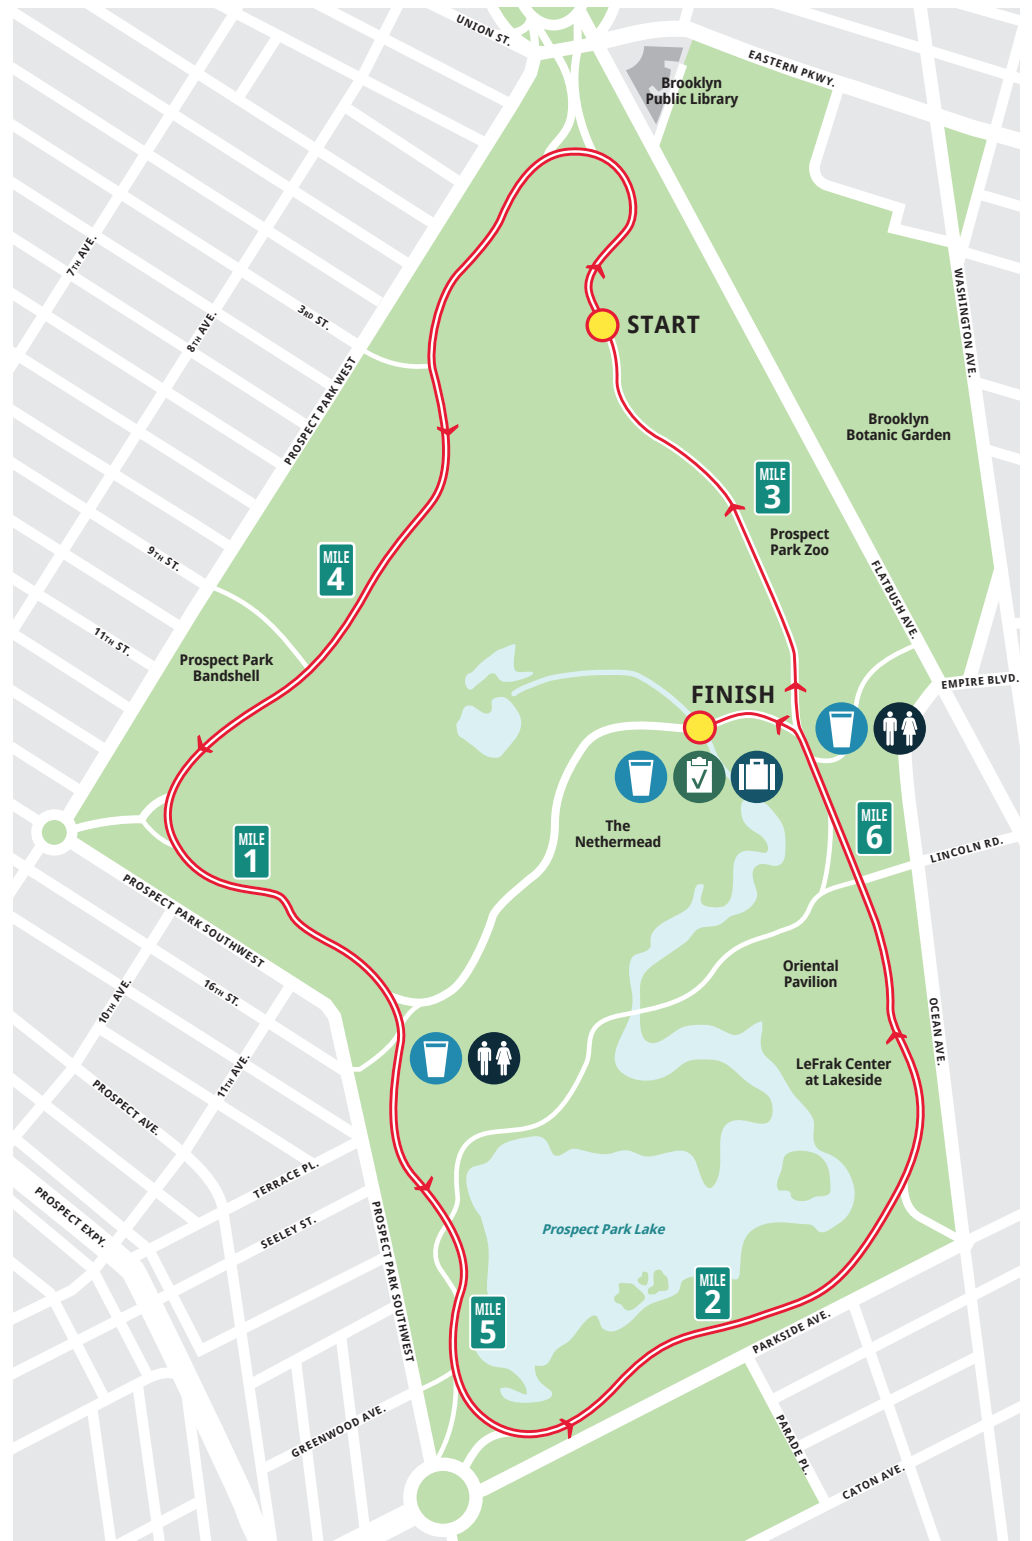 UNION ST.
EASTERN PKWY.
Brooklyn
Public Library
7TH AVE.
8TH AVE.
3RD ST.
START
WASHINGTON AVE.
PROSPECT PARK WEST
Brooklyn
Botanic Garden
MILE
3
Prospect
Park Zoo
9TH ST.
MILE
4
FLATBUSH AVE.
11TH ST.
Prospect Park
Bandshell
EMPIRE BLVD.
FINISH
MILE
6
The
Nethermead
MILE
1
LINCOLN RD.
PROSPECT PARK SOUTHWEST
Oriental
Pavilion
10TH AVE.
16TH ST.
OCEAN AVE.
LeFrak Center
at Lakeside
11TH AVE.
PROSPECT AVE.
TERRACE PL.
PROSPECT EXPY.
SEELEY ST.
PROSPECT PARK SOUTHWEST
Prospect Park Lake
MILE
2
MILE
5
PARKSIDE AVE.
GREENWOOD AVE.
PARADE PL.
CATON AVE.